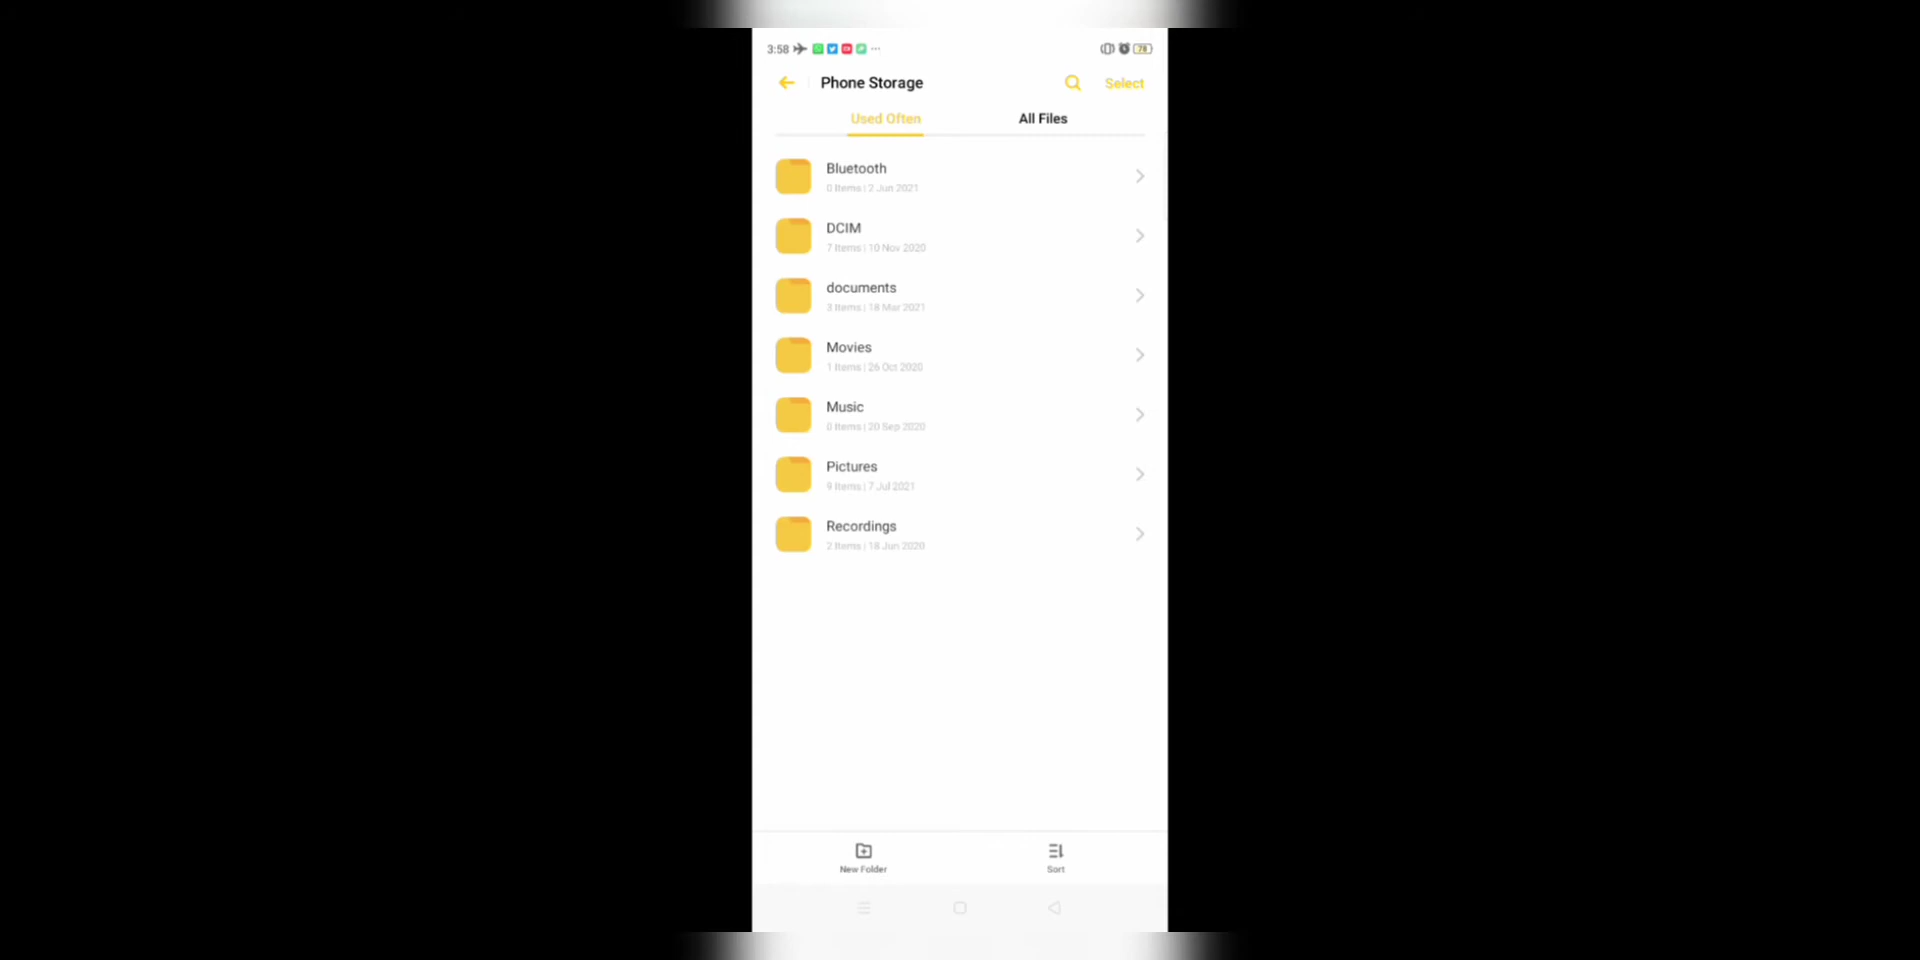 3:58 78
Phone Storage Select
Used Often All Files
Bluetooth
0 Items | 2 Jun 2021
DCIM
7 Items | 10 Nov 2020
documents
3 Items | 18 Mar 2021
Movies
1 Items | 26 Oct 2020
Music
0 Items | 20 Sep 2020
Pictures
9 Items | 7 Jul 2021
Recordings
2 Items | 18 Jun 2020
New Folder Sort